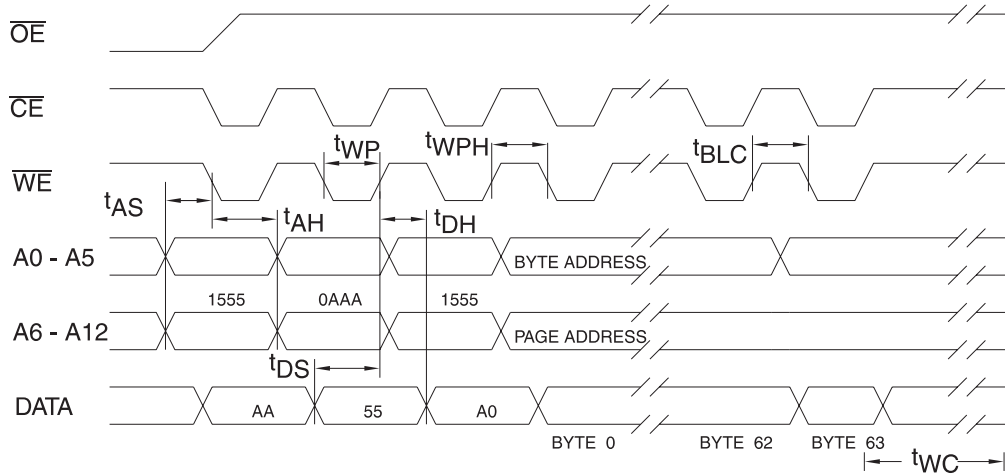 OE
CE
tWP tWPH tBLC
WE
tAS tAH tDH
A0 - A5 BYTE ADDRESS
1555 0AAA 1555
A6 - A12 PAGE ADDRESS
tDS
DATA AA 55 A0
BYTE 0 BYTE 62 BYTE 63
tWC